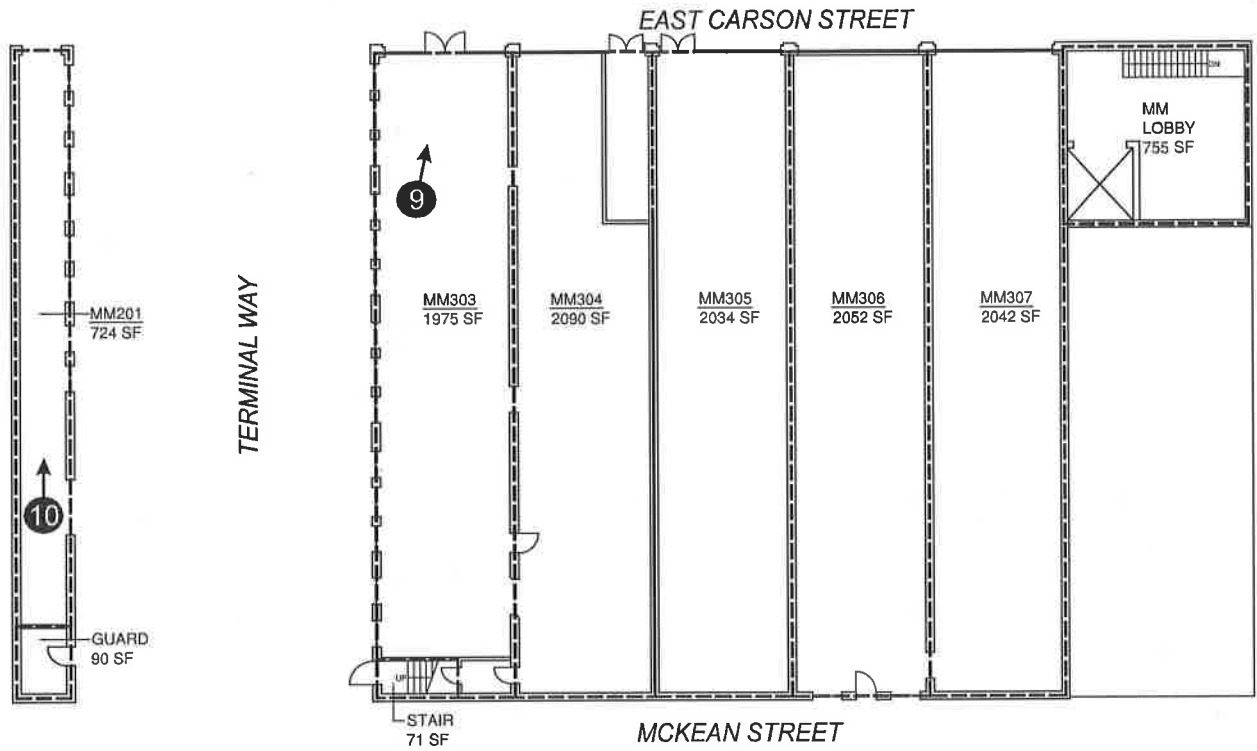 EAST CARSON STREET
DN
MM
LOBBY
755 SF
9
TERMINAL WAY
MM201
724 SF
MM303
1975 SF
MM304
2090 SF
MM305
2034 SF
MM306
2052 SF
MM307
2042 SF
10
GUARD
90 SF
UP
STAIR
71 SF
MCKEAN STREET